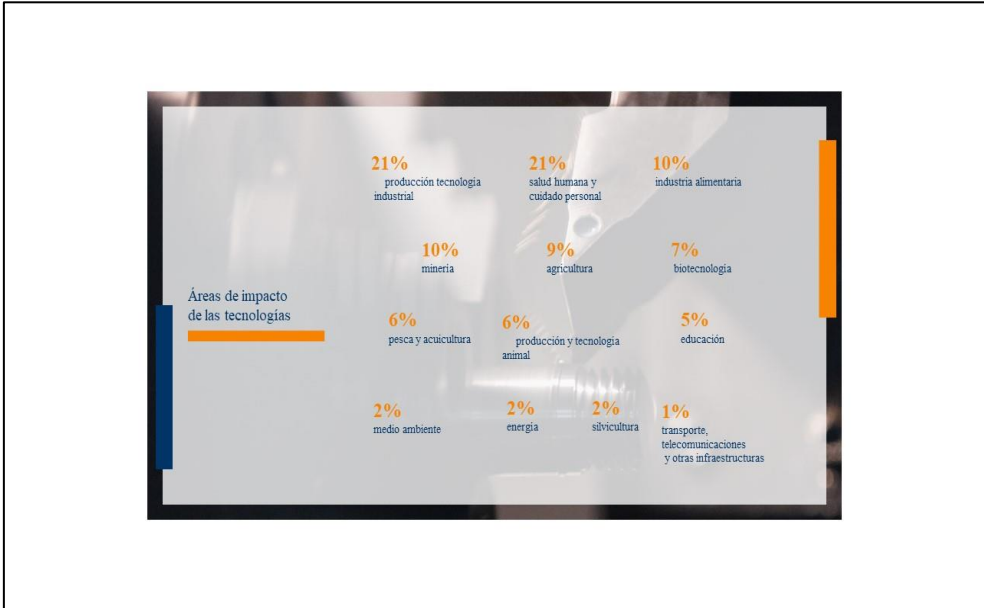 21%
producción tecnología
industrial
21%
salud humana y
cuidado personal
10%
industria alimentaria
10%
minería
9%
agricultura
7%
biotecnología
Áreas de impacto
de las tecnologías
6%
pesca y acuicultura
6%
producción y tecnología
animal
5%
educación
2%
medio ambiente
2%
energía
2%
silvicultura
1%
transporte,
telecomunicaciones
y otras infraestructuras